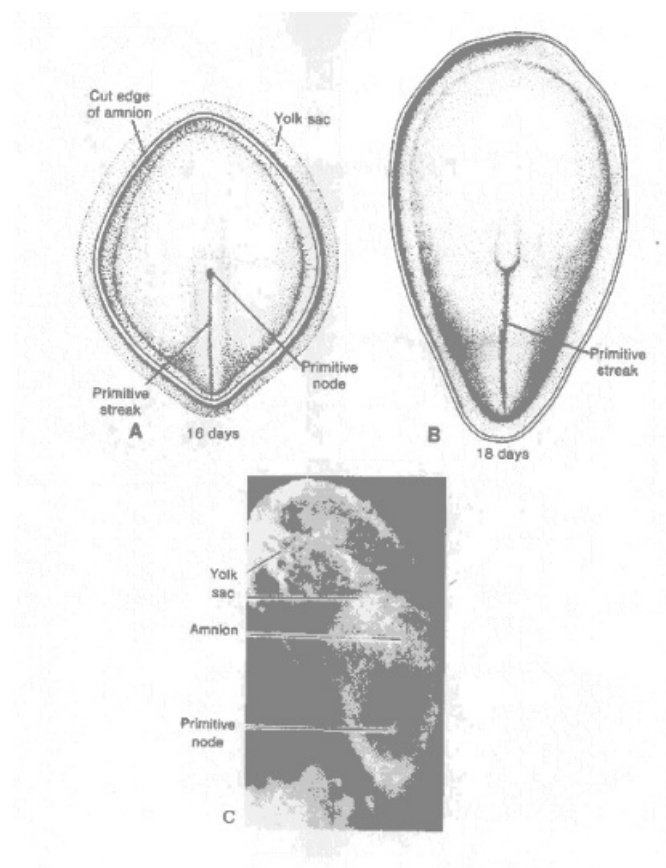 Cut edge
of amnion
Yolk sac
Primitive
streak
Primitive
node
A
16 days
Primitive
streak
B
18 days
Yolk
sac
Amnion
Primitive
node
C